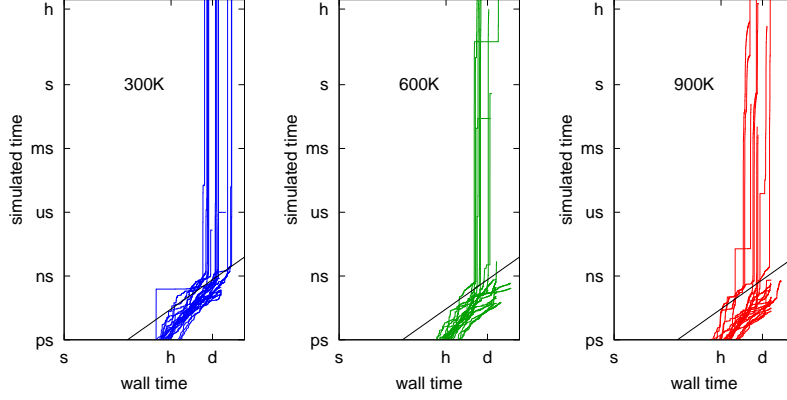 h
s
ms
us
ns
ps
simulated time
300K
s
h
d
wall time
h
s
ms
us
ns
ps
simulated time
600K
s
h
d
wall time
h
s
ms
us
ns
ps
simulated time
900K
s
h
d
wall time